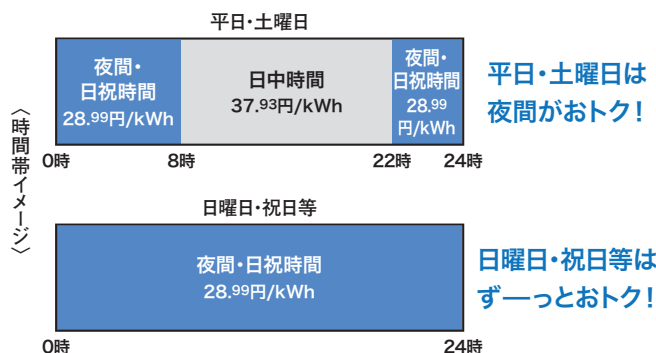 平日・土曜日
夜間・
日祝時間
28.99円/kWh
日中時間
37.93円/kWh
夜間・
日祝時間
28.99
円/kWh
平日・土曜日は
夜間がおトク!
0時
8時
22時
24時
〈時間帯イメージ〉
日曜日・祝日等
夜間・日祝時間
28.99円/kWh
日曜日・祝日等は
ず―っとおトク!
0時
24時